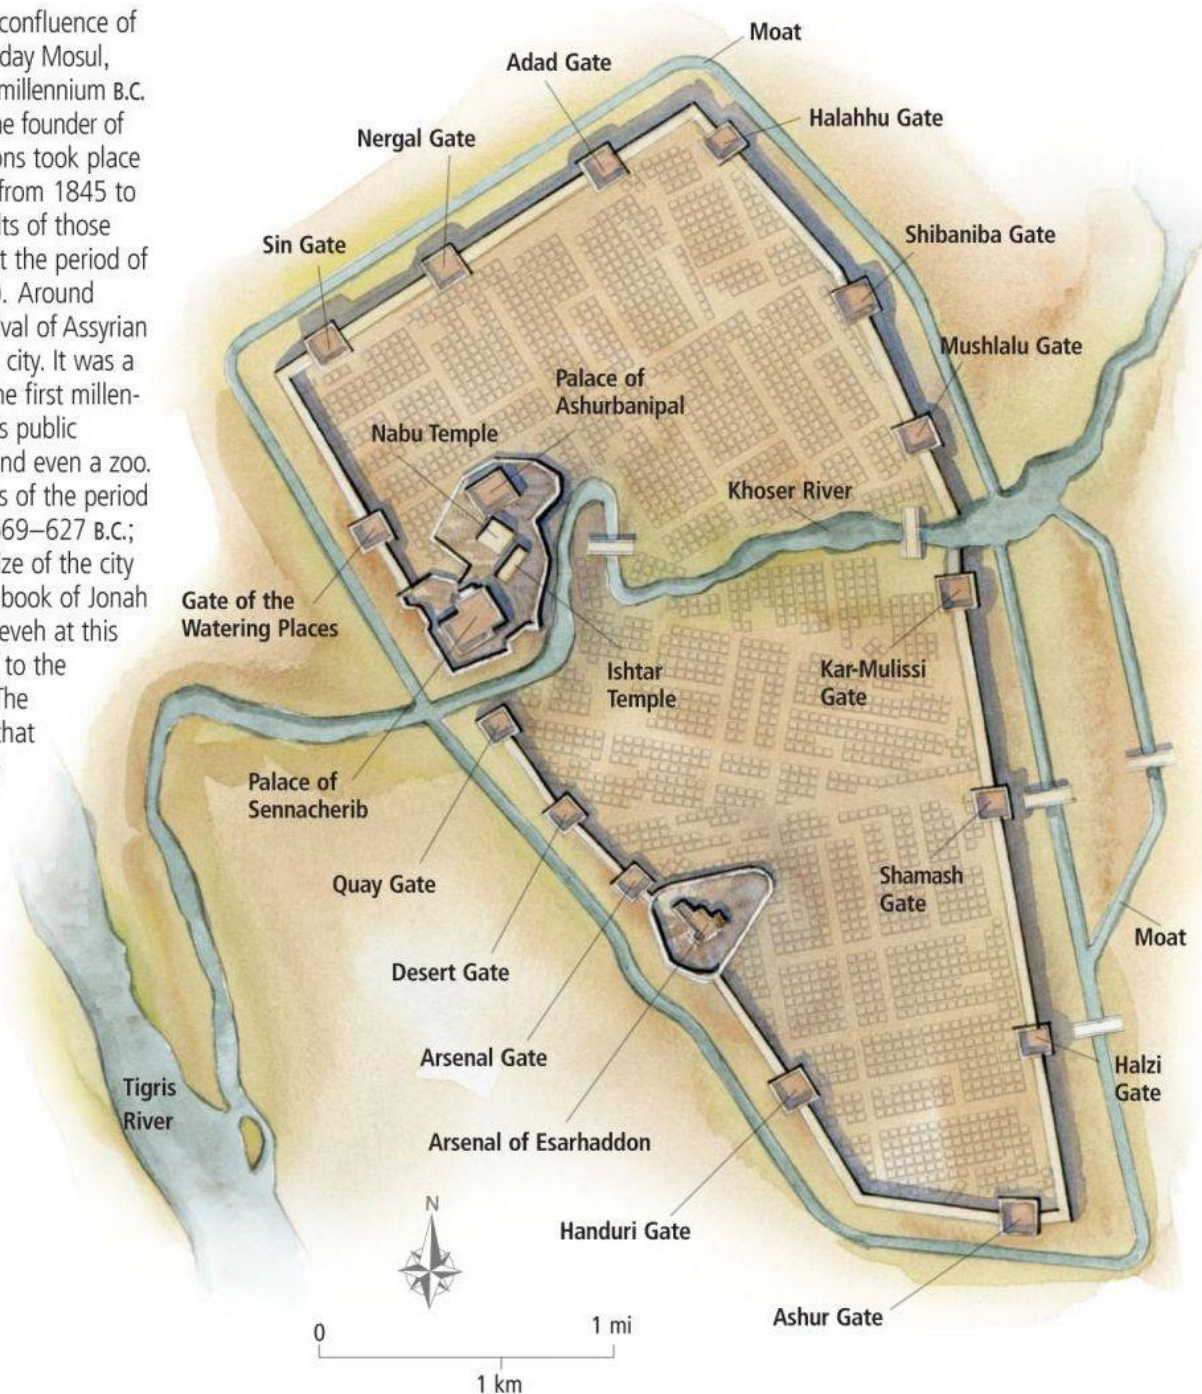 confluence of
day Mosul,
millennium B.C.
founder of
ons took place
from 1845 to
lts of those
t the period of
). Around
val of Assyrian
city. It was a
first millen-
s public
nd even a zoo.
s of the period
69–627 B.C.;
ize of the city
book of Jonah
eveh at this
to the
The
that
Moat
Adad Gate
Halahhu Gate
Nergal Gate
Shibaniba Gate
Sin Gate
Mushlalu Gate
Palace of
Ashurbanipal
Nabu Temple
Khoser River
Gate of the
Watering Places
Ishtar
Temple
Kar-Mulissi
Gate
Palace of
Sennacherib
Quay Gate
Shamash
Gate
Moat
Desert Gate
Arsenal Gate
Halzi
Gate
Tigris
River
Arsenal of Esarhaddon
Handuri Gate
Ashur Gate
N
0
1 mi
1 km